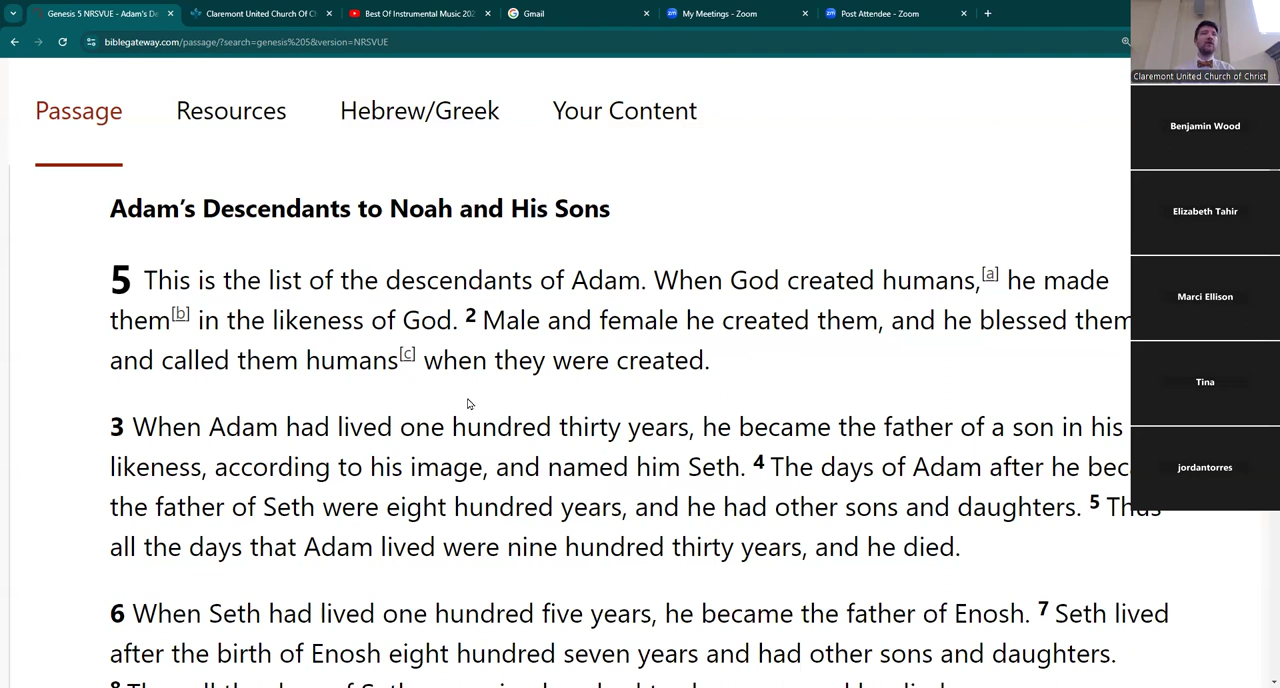 Genesis 5 NRSVUE - Adam's De
Claremont United Church Of C
Best Of Instrumental Music 202
Gmail
My Meetings - Zoom
Post Attendee - Zoom
biblegateway.com/passage/?search=genesis%205&version=NRSVUE
Claremont United Church of Christ
Benjamin Wood
Elizabeth Tahir
Marci Ellison
Tina
jordantorres
Passage
Resources
Hebrew/Greek
Your Content
Adam's Descendants to Noah and His Sons
5 This is the list of the descendants of Adam. When God created humans,[a] he made
them[b] in the likeness of God. 2 Male and female he created them, and he blessed them
and called them humans[c] when they were created.
3 When Adam had lived one hundred thirty years, he became the father of a son in his
likeness, according to his image, and named him Seth. 4 The days of Adam after he beca
the father of Seth were eight hundred years, and he had other sons and daughters. 5 Thus
all the days that Adam lived were nine hundred thirty years, and he died.
6 When Seth had lived one hundred five years, he became the father of Enosh. 7 Seth lived
after the birth of Enosh eight hundred seven years and had other sons and daughters.